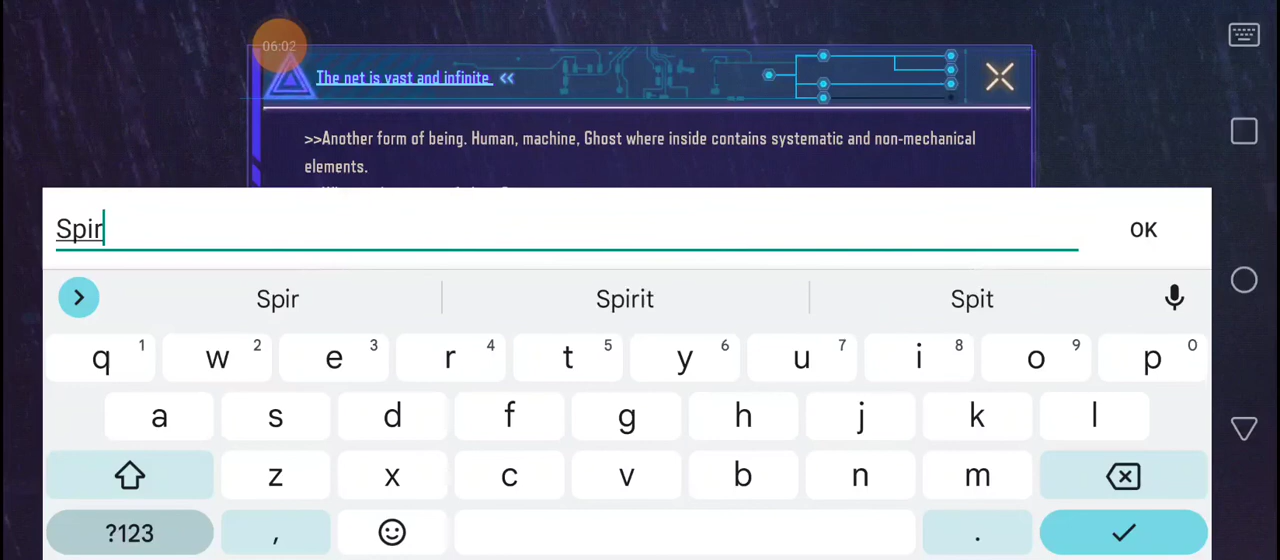 06:02
The net is vast and infinite
>>Another form of being. Human, machine, Ghost where inside contains systematic and non-mechanical
elements.
Spir
OK
Spir Spirit Spit
q 1 w 2 e 3 r 4 t 5 y 6 u 7 i 8 o 9 p 0
a s d f g h j k l
z x c v b n m
?123 , .